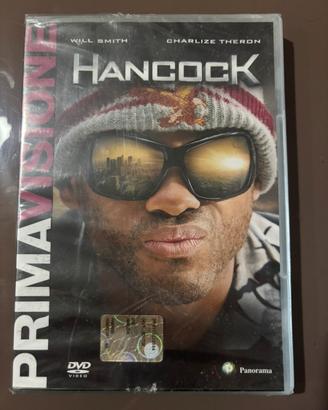 WILL SMITH CHARLIZE THERON
HANCOCK
PRIMAVISIONE
DVD
VIDEO
Panorama